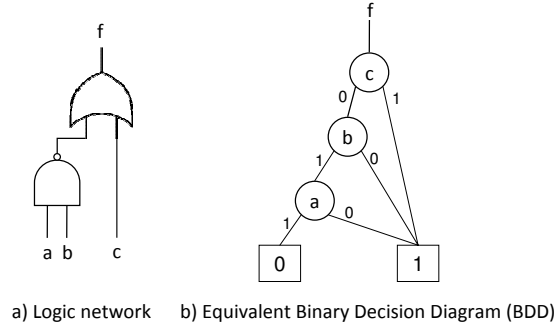 f
a b c
a) Logic network
f
c
0 1
b
1 0
a
1 0
0 1
b) Equivalent Binary Decision Diagram (BDD)